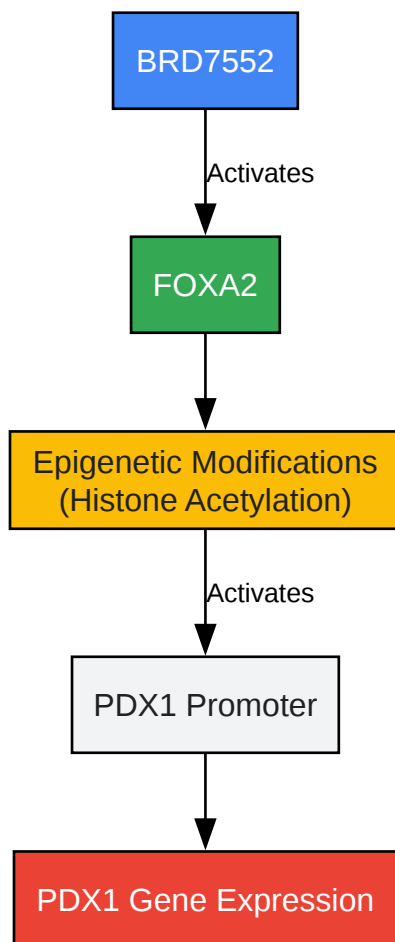 BRD7552
Activates
FOXA2
Epigenetic Modifications
(Histone Acetylation)
Activates
PDX1 Promoter
PDX1 Gene Expression